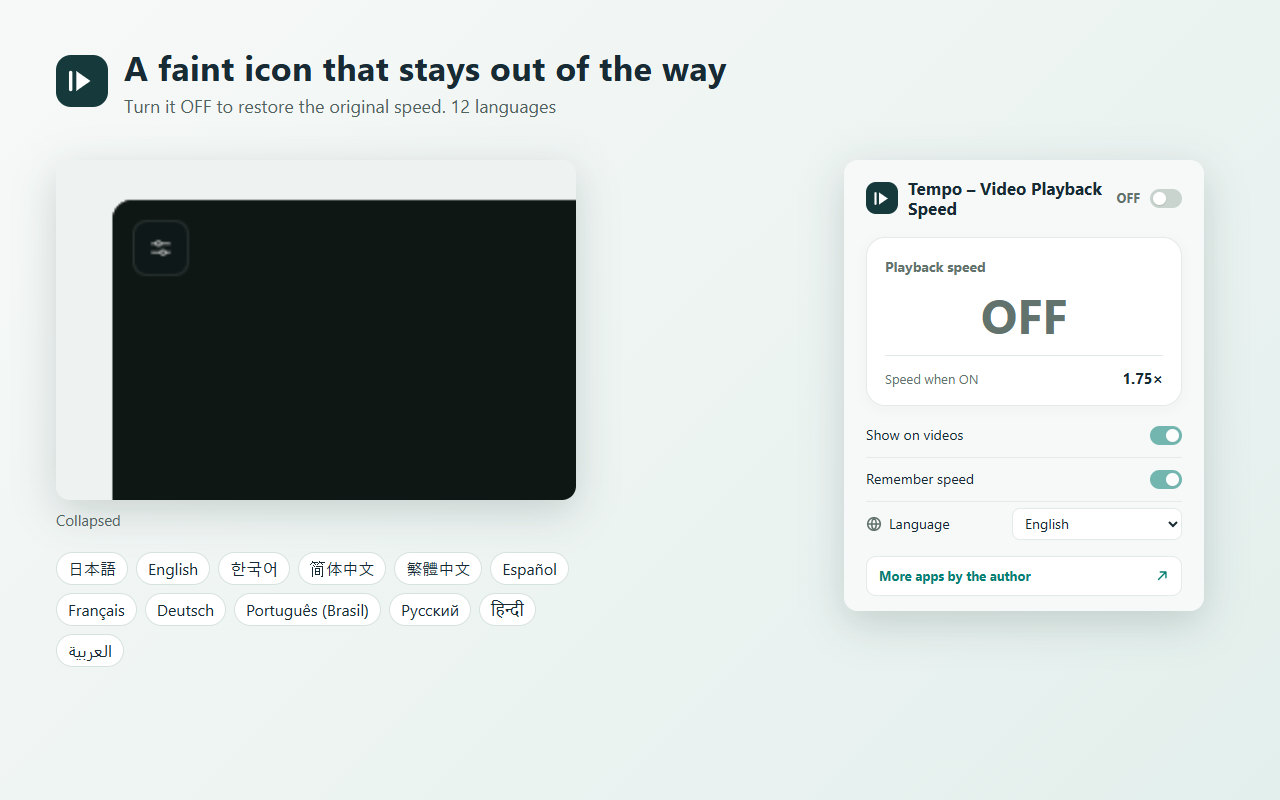 A faint icon that stays out of the way
Turn it OFF to restore the original speed. 12 languages
Collapsed
日本語 English 한국어 简体中文 繁體中文 Español
Français Deutsch Português (Brasil) Русский हिन्दी
العربية
Tempo – Video Playback
Speed
OFF
Playback speed
OFF
Speed when ON 1.75×
Show on videos
Remember speed
Language English
More apps by the author